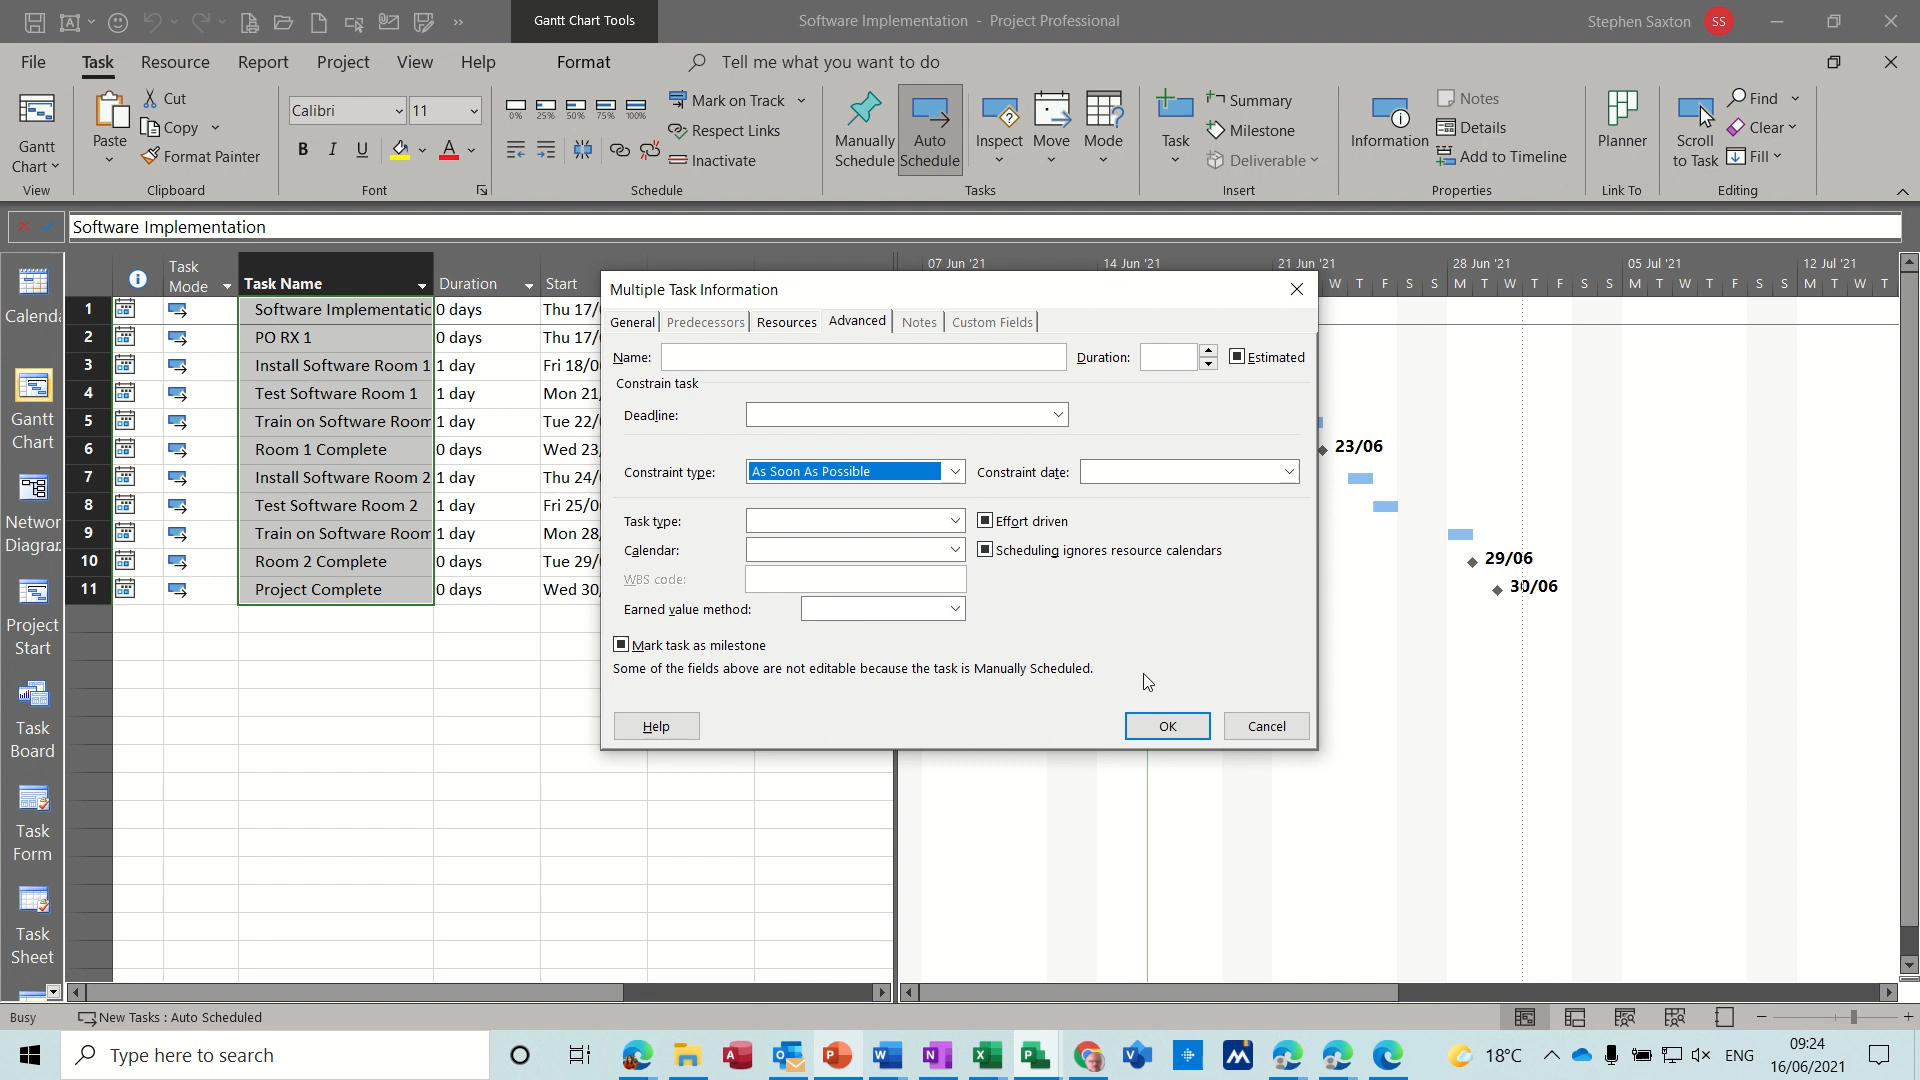 Gantt Chart Tools
Software Implementation - Project Professional
Stephen Saxton SS
File Task Resource Report Project View Help Format Tell me what you want to do
Gantt Chart
View
Paste
Cut
Copy
Format Painter
Clipboard
Calibri 11
B I U A
Font
0% 25% 50% 75% 100%
Mark on Track
Respect Links
Inactivate
Schedule
Manually Schedule
Auto Schedule
Inspect
Move
Mode
Tasks
Task
Summary
Milestone
Deliverable
Insert
Information
Notes
Details
Add to Timeline
Properties
Planner
Link To
Scroll to Task
Find
Clear
Fill
Editing
Software Implementation
Calenda
Gantt Chart
Networ Diagra
Project Start
Task Board
Task Form
Task Sheet
Task Mode Task Name Duration Start
1 Software Implementatic 0 days Thu 17/
2 PO RX 1 0 days Thu 17/
3 Install Software Room 1 1 day Fri 18/0
4 Test Software Room 1 1 day Mon 21
5 Train on Software Room 1 day Tue 22/
6 Room 1 Complete 0 days Wed 23
7 Install Software Room 2 1 day Thu 24/
8 Test Software Room 2 1 day Fri 25/0
9 Train on Software Room 1 day Mon 28
10 Room 2 Complete 0 days Tue 29/
11 Project Complete 0 days Wed 30
07 Jun '21 14 Jun '21 21 Jun '21 28 Jun '21 05 Jul '21 12 Jul '21
W T F S S M T W T F S S M T W T F S S M T W T
23/06
29/06
30/06
Multiple Task Information
General Predecessors Resources Advanced Notes Custom Fields
Name: Duration: Estimated
Constrain task
Deadline:
Constraint type: As Soon As Possible Constraint date:
Task type: Effort driven
Calendar: Scheduling ignores resource calendars
WBS code:
Earned value method:
Mark task as milestone
Some of the fields above are not editable because the task is Manually Scheduled.
Help OK Cancel
Busy New Tasks : Auto Scheduled
Type here to search
18°C ENG 09:24
16/06/2021